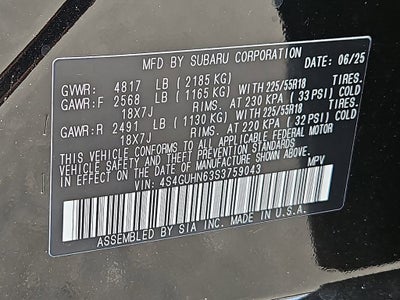 MFD BY SUBARU CORPORATION 06/25
GVWR: 4817 LB (2185 KG)
GAWR:F 2568 LB (1165 KG) WITH 225/55R18 TIRES.
18X7J RIMS. AT 230 KPA (33 PSI) COLD
GAWR:R 2491 LB (1130 KG) WITH 225/55R18 TIRES.
18X7J RIMS. AT 220 KPA (32 PSI) COLD
THIS VEHICLE CONFORMS TO ALL APPLICABLE FEDERAL MOTOR
VEHICLE SAFETY AND THEFT PREVENTION STANDARDS IN
EFFECT ON THE DATE OF MANUFACTURE SHOWN ABOVE.
VIN: 4S4GUHN63S3759043 MPV
ASSEMBLED BY SIA INC. MADE IN U.S.A.